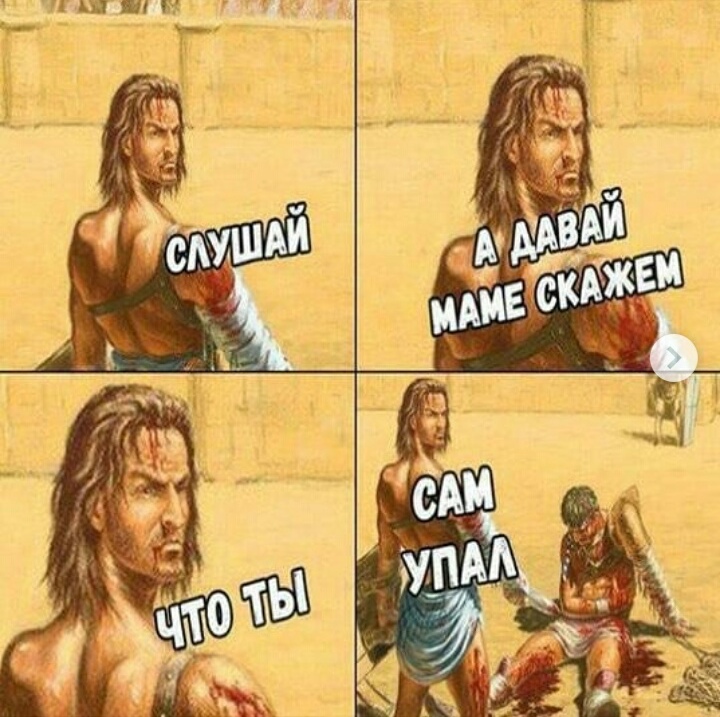 СЛУШАЙ
А ДАВАЙ
МАМЕ СКАЖЕМ
ЧТО ТЫ
САМ
УПАЛ